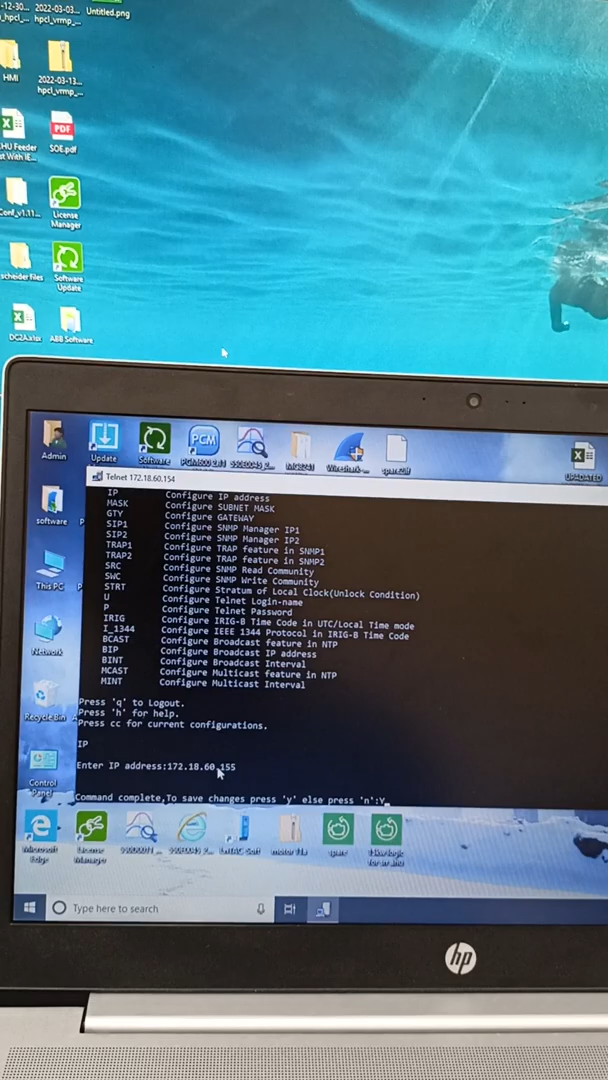 2022-03-03...
hpcl_vrmp_...
Untitled.png
HMI
2022-03-13...
hpcl_vrmp_...
PDF
SOE.pdf
License
Manager
Software
Update
DC2A.xlsx
ABB Software
Admin
Update
Software
PCM
Wireshark-...
Telnet 172.18.60.154
IP Configure IP address
MASK Configure SUBNET MASK
GTY Configure GATEWAY
SIP1 Configure SNMP Manager IP1
SIP2 Configure SNMP Manager IP2
TRAP1 Configure TRAP feature in SNMP1
TRAP2 Configure TRAP feature in SNMP2
SRC Configure SNMP Read Community
SWC Configure SNMP Write Community
STRT Configure Stratum of Local Clock(Unlock Condition)
U Configure Telnet Login-name
P Configure Telnet Password
IRIG Configure IRIG-B Time Code in UTC/Local Time mode
I_1344 Configure IEEE 1344 Protocol in IRIG-B Time Code
BCAST Configure Broadcast feature in NTP
BIP Configure Broadcast IP address
BINT Configure Broadcast Interval
MCAST Configure Multicast feature in NTP
MINT Configure Multicast Interval
Press 'q' to Logout.
Press 'h' for help.
Press cc for current configurations.
IP
Enter IP address:172.18.60.155
Command complete,To save changes press 'y' else press 'n':Y
software
This PC
Network
Recycle Bin
Control
Panel
Microsoft
Edge
License
Manage
motor 11a
spare
Type here to search
hp